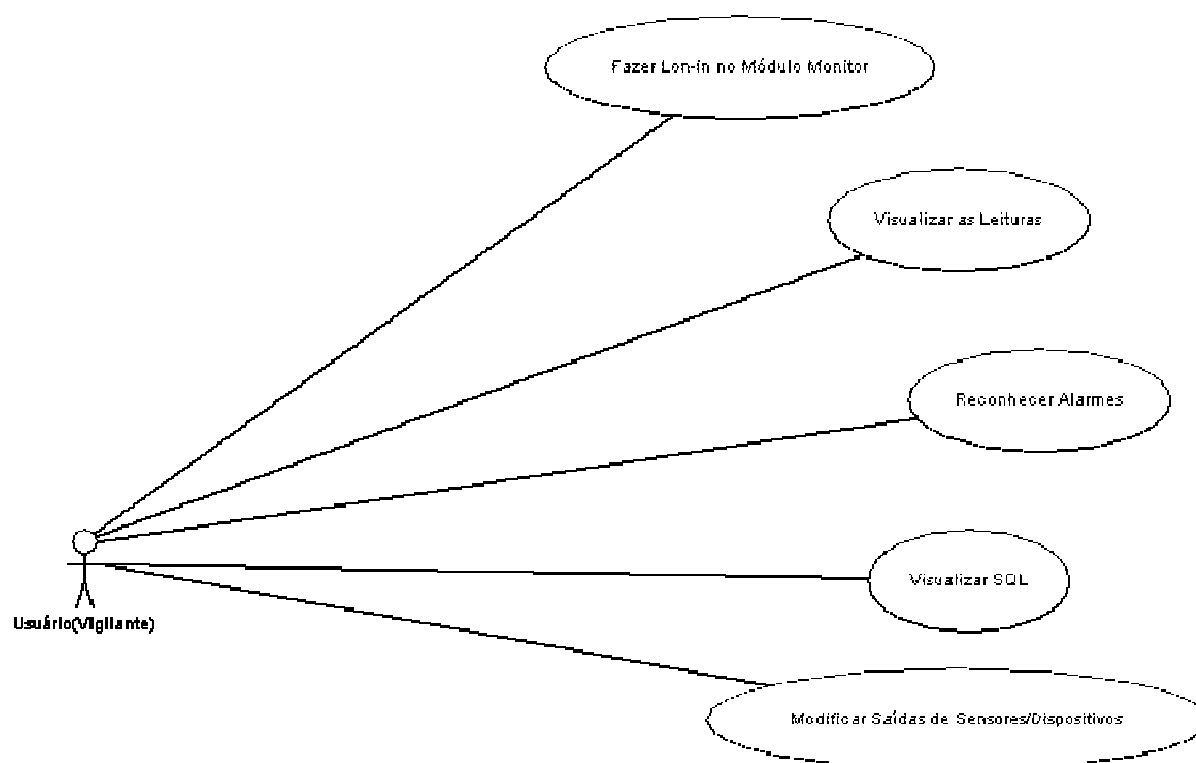 Fazer Lon-in no Módulo Monitor
Visualizar as Leituras
Reconhecer Alarmes
Visualizar SQL
Usuário(Vigilante)
Modificar Saídas de Sensores/Dispositivos